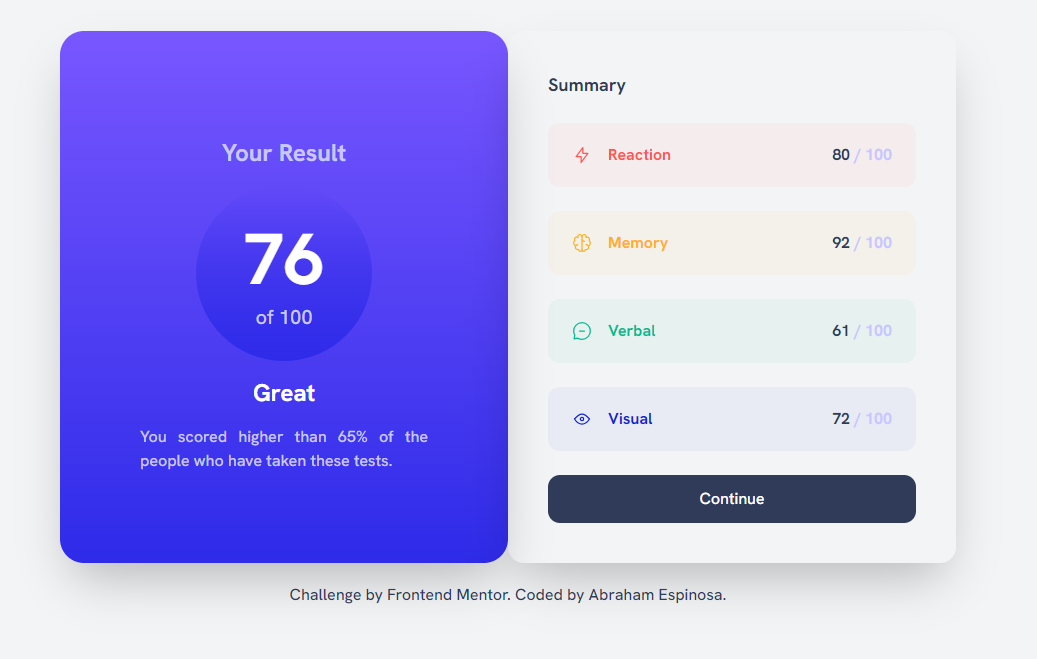 Your Result
76
of 100
Great
You scored higher than 65% of the
people who have taken these tests.
Summary
Reaction 80 / 100
Memory 92 / 100
Verbal 61 / 100
Visual 72 / 100
Continue
Challenge by Frontend Mentor. Coded by Abraham Espinosa.